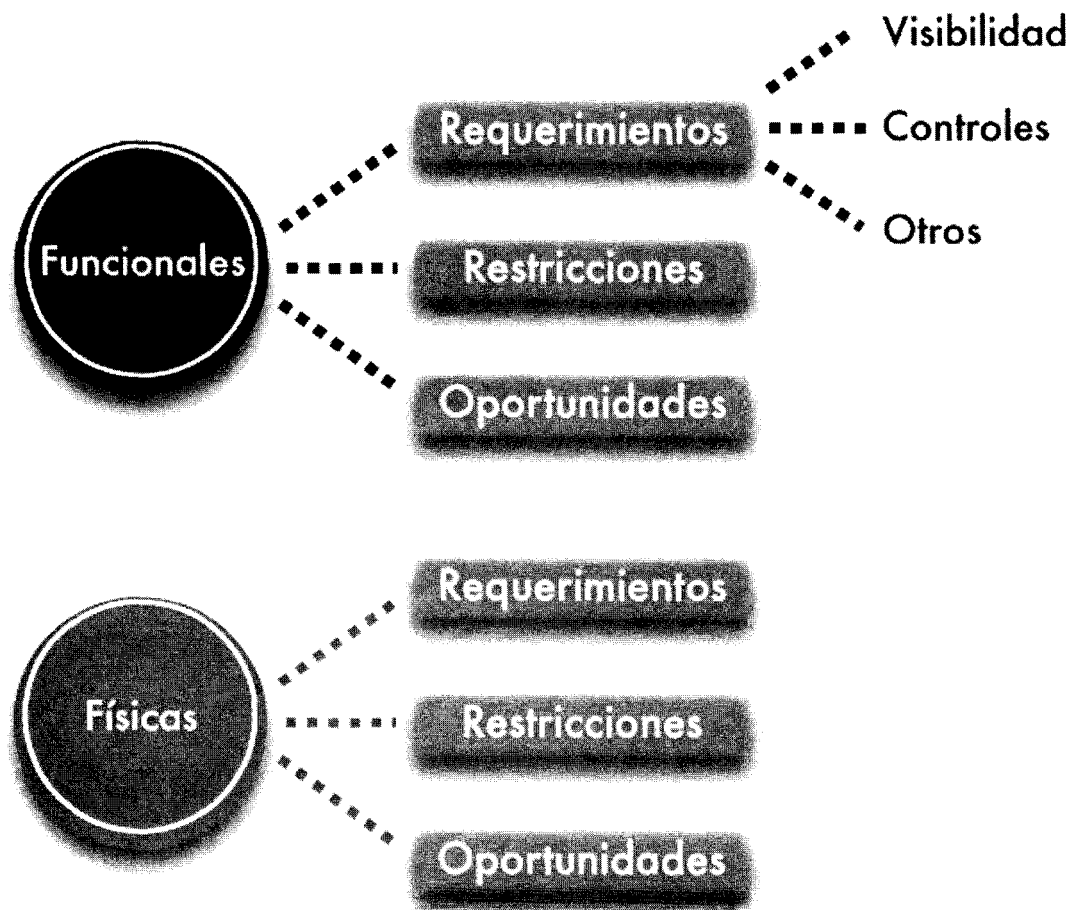 Funcionales
Requerimientos
Visibilidad
Controles
Otros
Restricciones
Oportunidades
Físicas
Requerimientos
Restricciones
Oportunidades